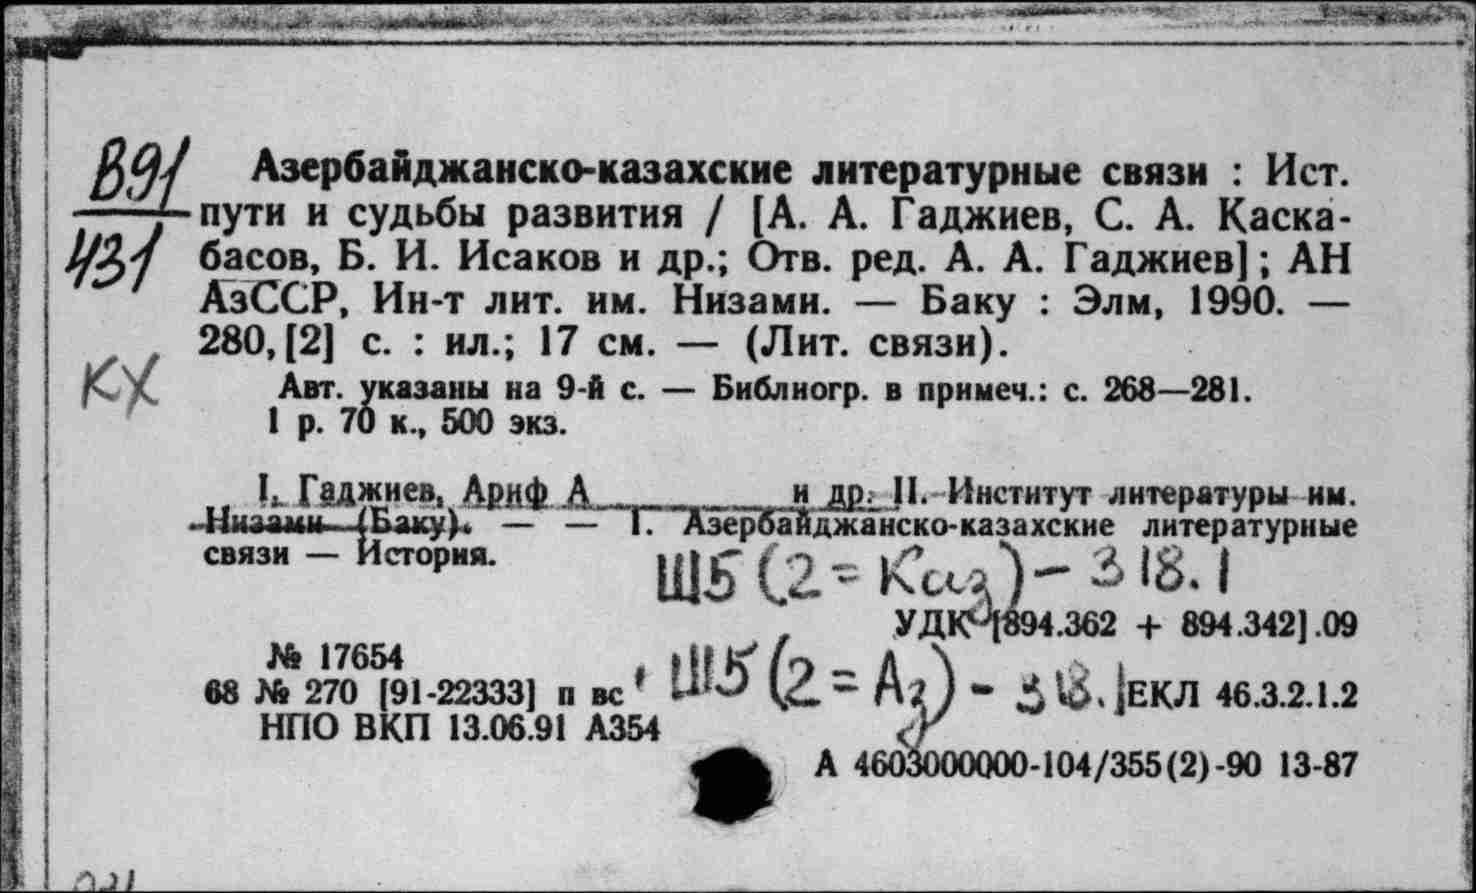 В91
431
КХ
Азербайджанско-казахские литературные связи : Ист.
пути и судьбы развития / [А. А. Гаджиев, С. А. Каска-
басов, Б. И. Исаков и др.; Отв. ред. А. А. Гаджиев] ; АН
АзССР, Ин-т лит. им. Низами. — Баку : Элм, 1990. —
280, [2] с. : ил.; 17 см. — (Лит. связи).
Авт. указаны на 9-й с. — Библиогр. в примеч.: с. 268—281.
1 р. 70 к., 500 экз.
I. Гаджиев, Ариф А и др. II. Институт литературы им.
Низами (Баку). — — 1. Азербайджанско-казахские литературные
связи — История.
Ш5(2=Каз)-318.1
УДК [894.362 + 894.342].09
№ 17654
68 № 270 [91-22333] п вс
Ш5(2=Аз)-318.1
ЕКЛ 46.3.2.1.2
НПО ВКП 13.06.91 А354
А 4603000000-104/355(2)-90 13-87